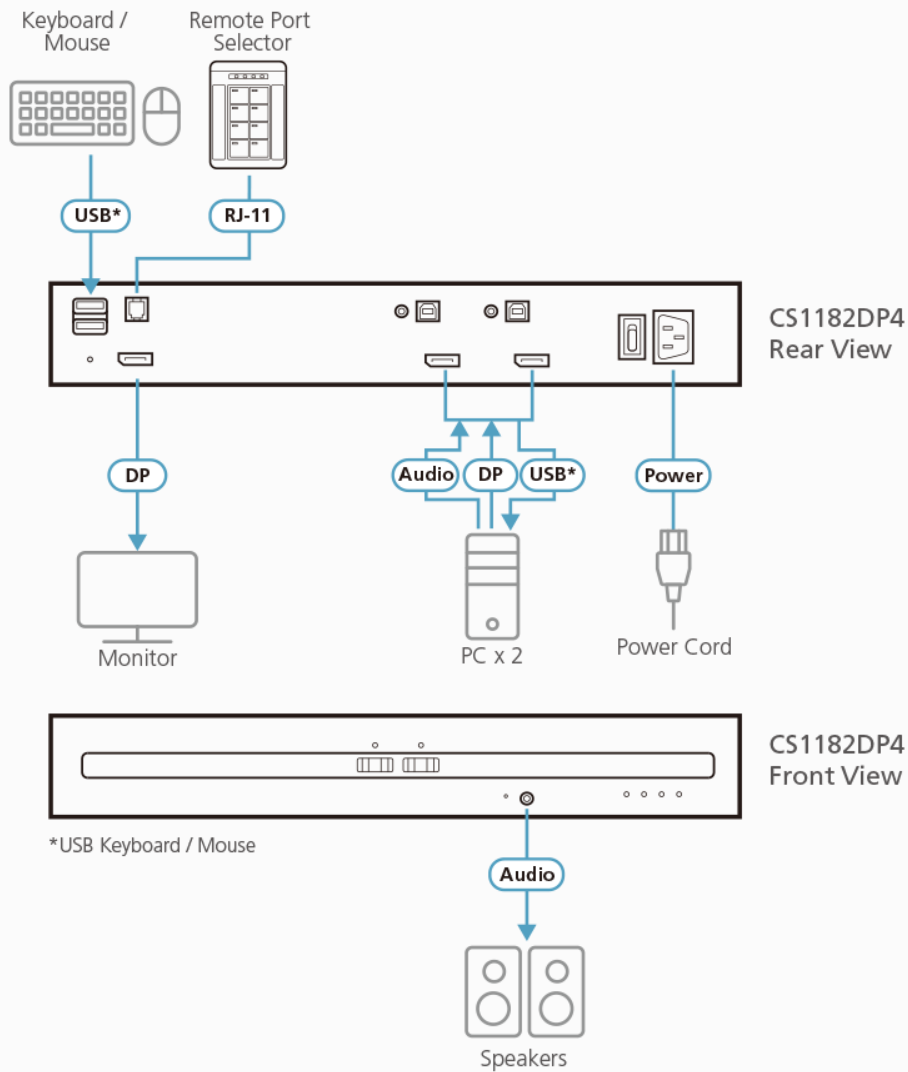 Keyboard /
Mouse
Remote Port
Selector
USB*
RJ-11
CS1182DP4
Rear View
DP
Audio
DP
USB*
Power
Monitor
PC x 2
Power Cord
CS1182DP4
Front View
*USB Keyboard / Mouse
Audio
Speakers